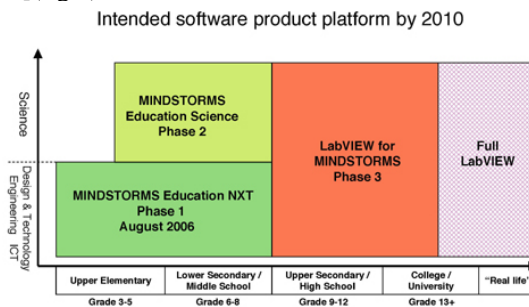 Intended software product platform by 2010
Science
Design & Technology
Engineering ICT
MINDSTORMS
Education Science
Phase 2
MINDSTORMS Education NXT
Phase 1
August 2006
LabVIEW for
MINDSTORMS
Phase 3
Full
LabVIEW
Upper Elementary
Lower Secondary /
Middle School
Upper Secondary /
High School
College /
University
"Real life"
Grade 3-5
Grade 6-8
Grade 9-12
Grade 13+